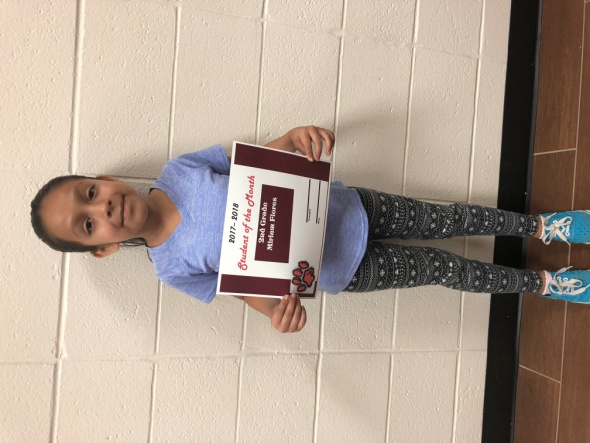 2017-2018
Student of the Month
2nd Grade
Miriam Flores